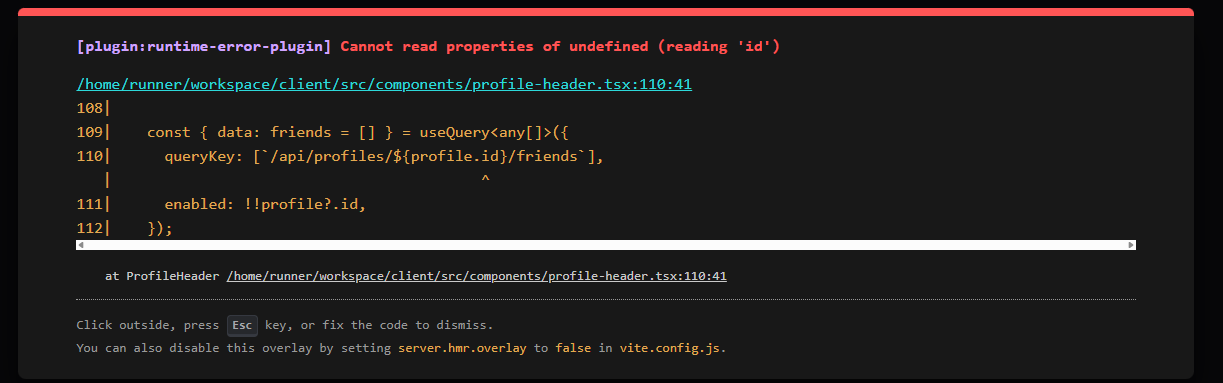 [plugin:runtime-error-plugin] Cannot read properties of undefined (reading 'id')
/home/runner/workspace/client/src/components/profile-header.tsx:110:41
108|
109|    const { data: friends = [] } = useQuery<any[]>({
110|      queryKey: [`/api/profiles/${profile.id}/friends`],
   |                                         ^
111|      enabled: !!profile?.id,
112|    });
at ProfileHeader /home/runner/workspace/client/src/components/profile-header.tsx:110:41
Click outside, press Esc key, or fix the code to dismiss.
You can also disable this overlay by setting server.hmr.overlay to false in vite.config.js.